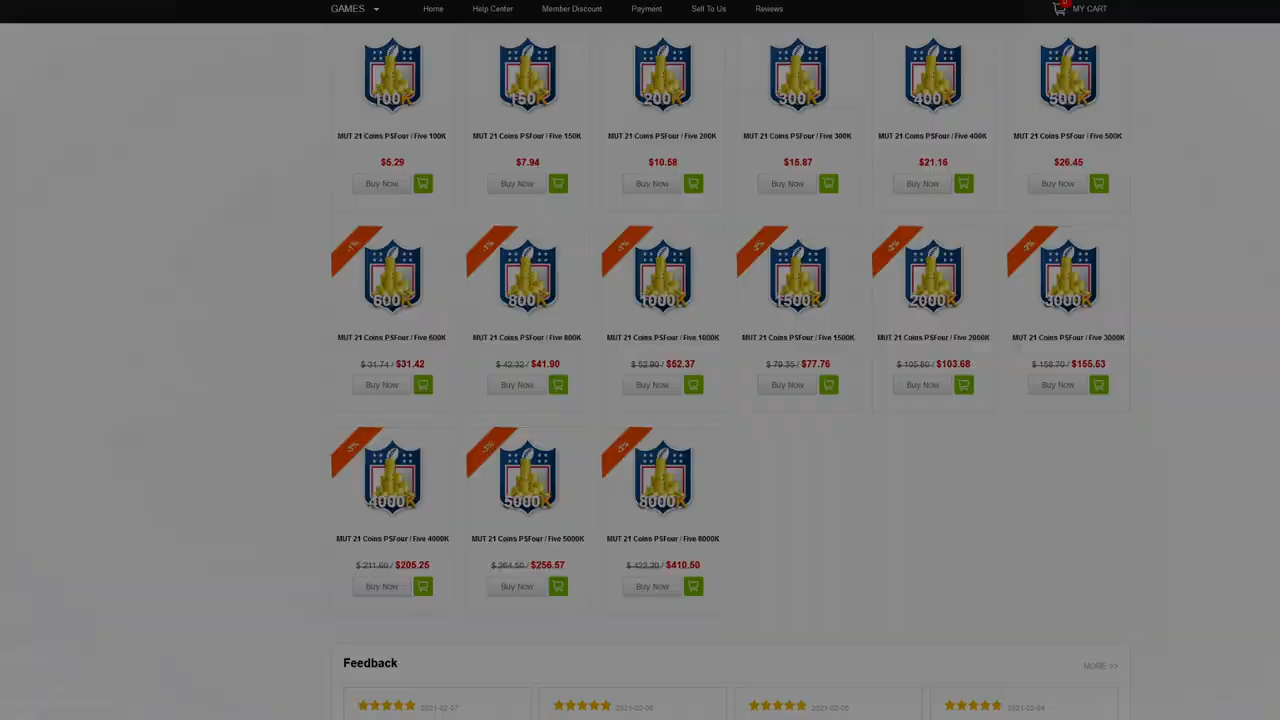 GAMES Home Help Center Member Discount Payment Sell To Us Reviews 0 MY CART
100K 150K 200K 300K 400K 500K
MUT 21 Coins PSFour / Five 100K MUT 21 Coins PSFour / Five 150K MUT 21 Coins PSFour / Five 200K MUT 21 Coins PSFour / Five 300K MUT 21 Coins PSFour / Five 400K MUT 21 Coins PSFour / Five 500K
$5.29 $7.94 $10.58 $15.87 $21.16 $26.45
Buy Now Buy Now Buy Now Buy Now Buy Now Buy Now
-1% -1% -1% -2% -2% -2%
600K 800K 1000K 1500K 2000K 3000K
MUT 21 Coins PSFour / Five 600K MUT 21 Coins PSFour / Five 800K MUT 21 Coins PSFour / Five 1000K MUT 21 Coins PSFour / Five 1500K MUT 21 Coins PSFour / Five 2000K MUT 21 Coins PSFour / Five 3000K
$ 31.74 / $31.42 $ 42.32 / $41.90 $ 52.90 / $52.37 $ 79.35 / $77.76 $ 105.80 / $103.68 $ 158.70 / $155.53
Buy Now Buy Now Buy Now Buy Now Buy Now Buy Now
-3% -3% -3%
4000K 5000K 8000K
MUT 21 Coins PSFour / Five 4000K MUT 21 Coins PSFour / Five 5000K MUT 21 Coins PSFour / Five 8000K
$ 211.60 / $205.25 $ 264.50 / $256.57 $ 423.20 / $410.50
Buy Now Buy Now Buy Now
Feedback MORE >>
2021-02-07 2021-02-06 2021-02-05 2021-02-04